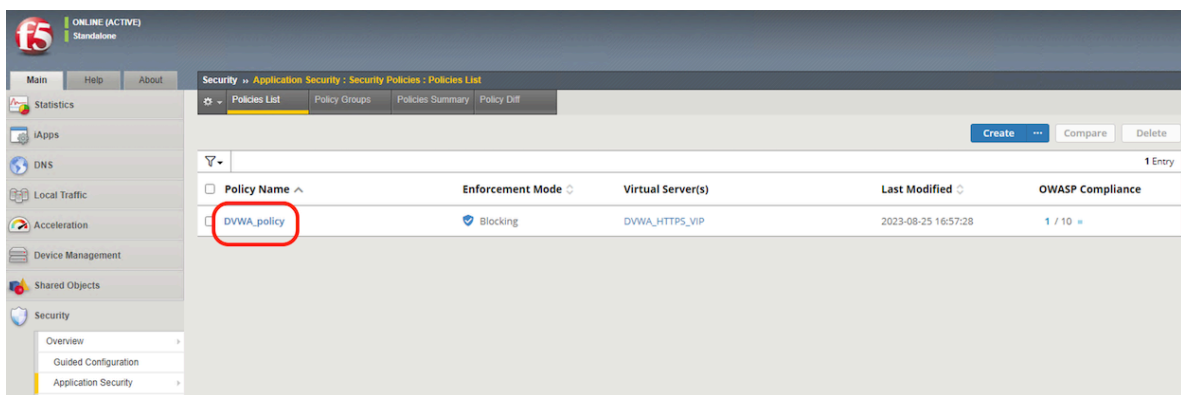 f5
ONLINE (ACTIVE)
Standalone
Main Help About
Security ›› Application Security : Security Policies : Policies List
Policies List Policy Groups Policies Summary Policy Diff
Statistics
iApps
DNS
Local Traffic
Acceleration
Device Management
Shared Objects
Security
Overview
Guided Configuration
Application Security
Create ... Compare Delete
1 Entry
Policy Name Enforcement Mode Virtual Server(s) Last Modified OWASP Compliance
DVWA_policy Blocking DVWA_HTTPS_VIP 2023-08-25 16:57:28 1 / 10